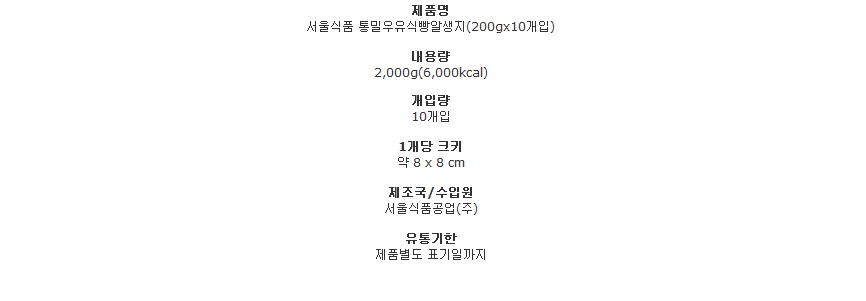 제품명
서울식품 통밀우유식빵알생지(200gx10개입)
내용량
2,000g(6,000kcal)
개입량
10개입
1개당 크키
약 8 x 8 cm
제조국/수입원
서울식품공업(주)
유통기한
제품별도 표기일까지